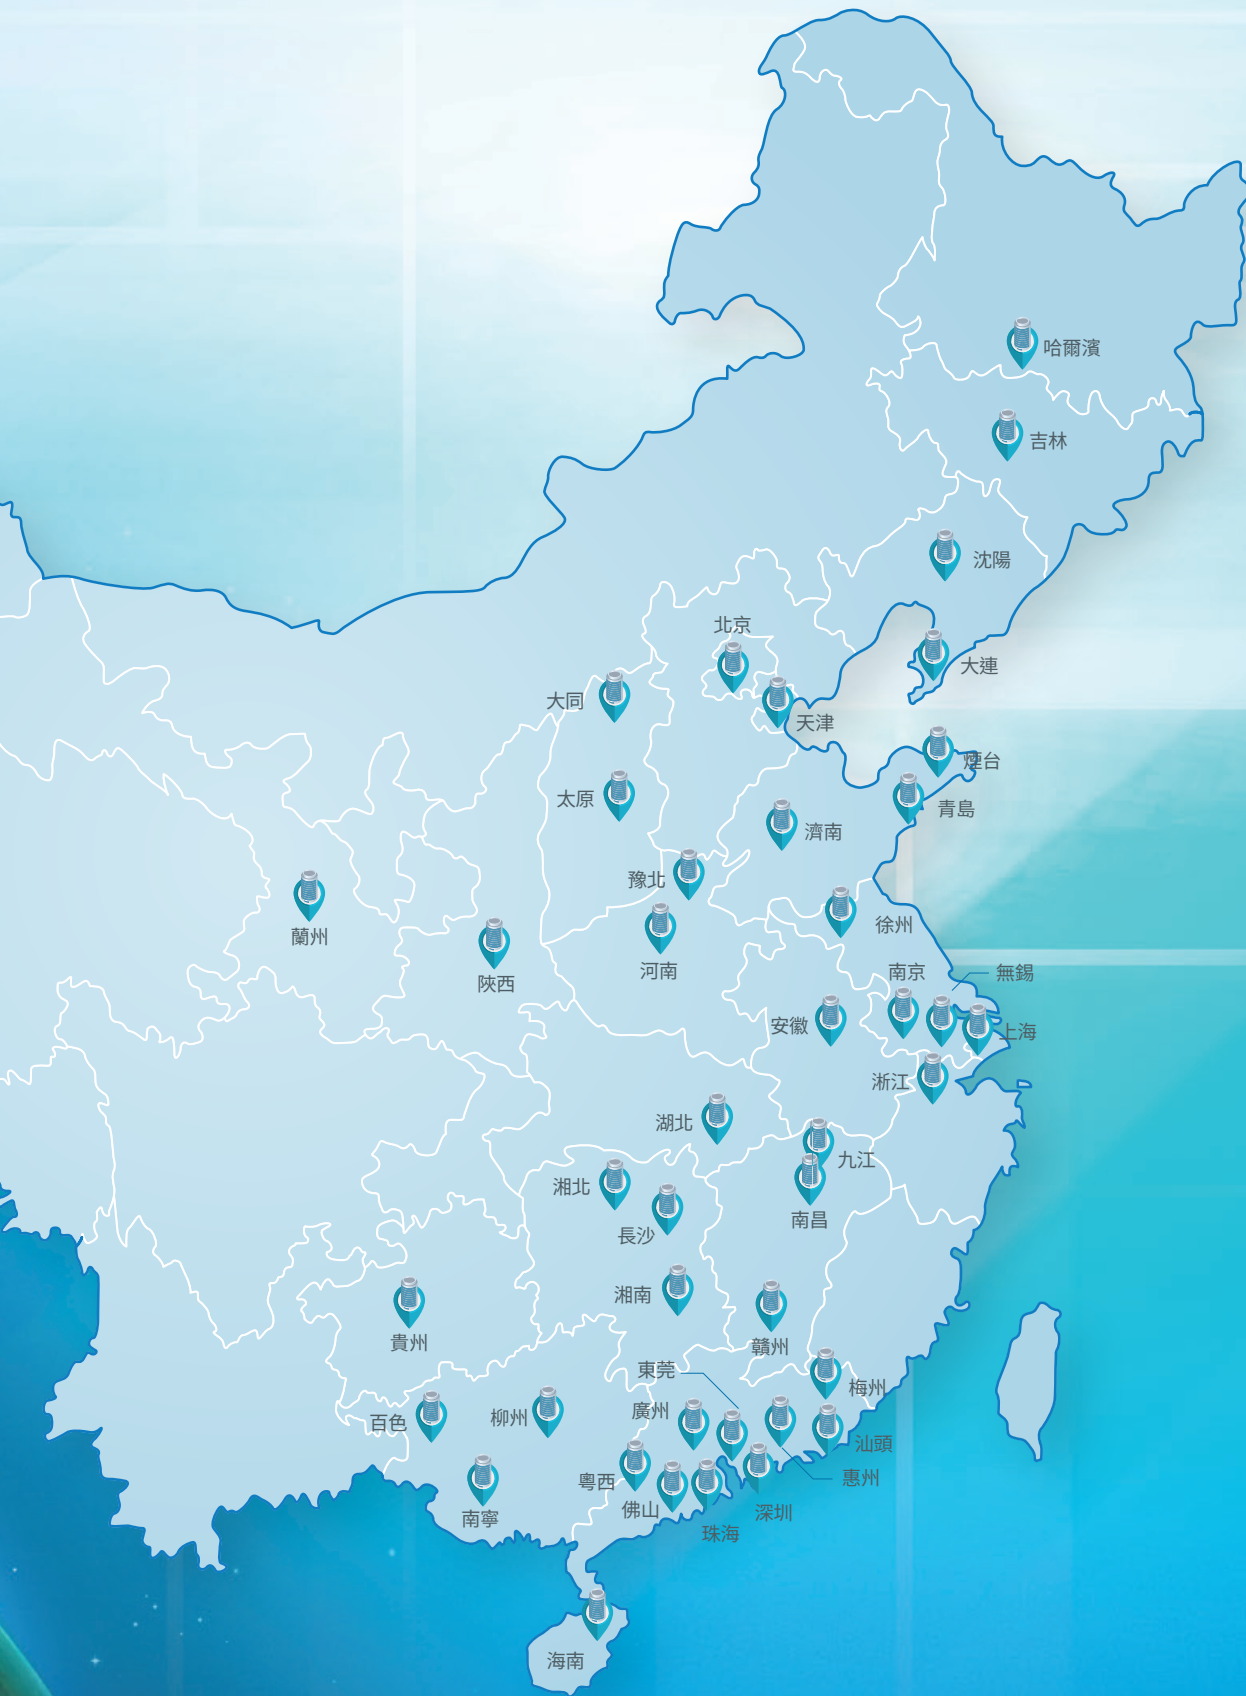 哈爾濱
吉林
沈陽
北京
大連
大同
天津
煙台
太原
青島
濟南
豫北
徐州
蘭州
河南
南京
無錫
陝西
安徽
上海
淅江
湖北
九江
湘北
南昌
長沙
湘南
貴州
贛州
東莞
梅州
廣州
百色
柳州
汕頭
惠州
粵西
佛山
深圳
南寧
珠海
海南